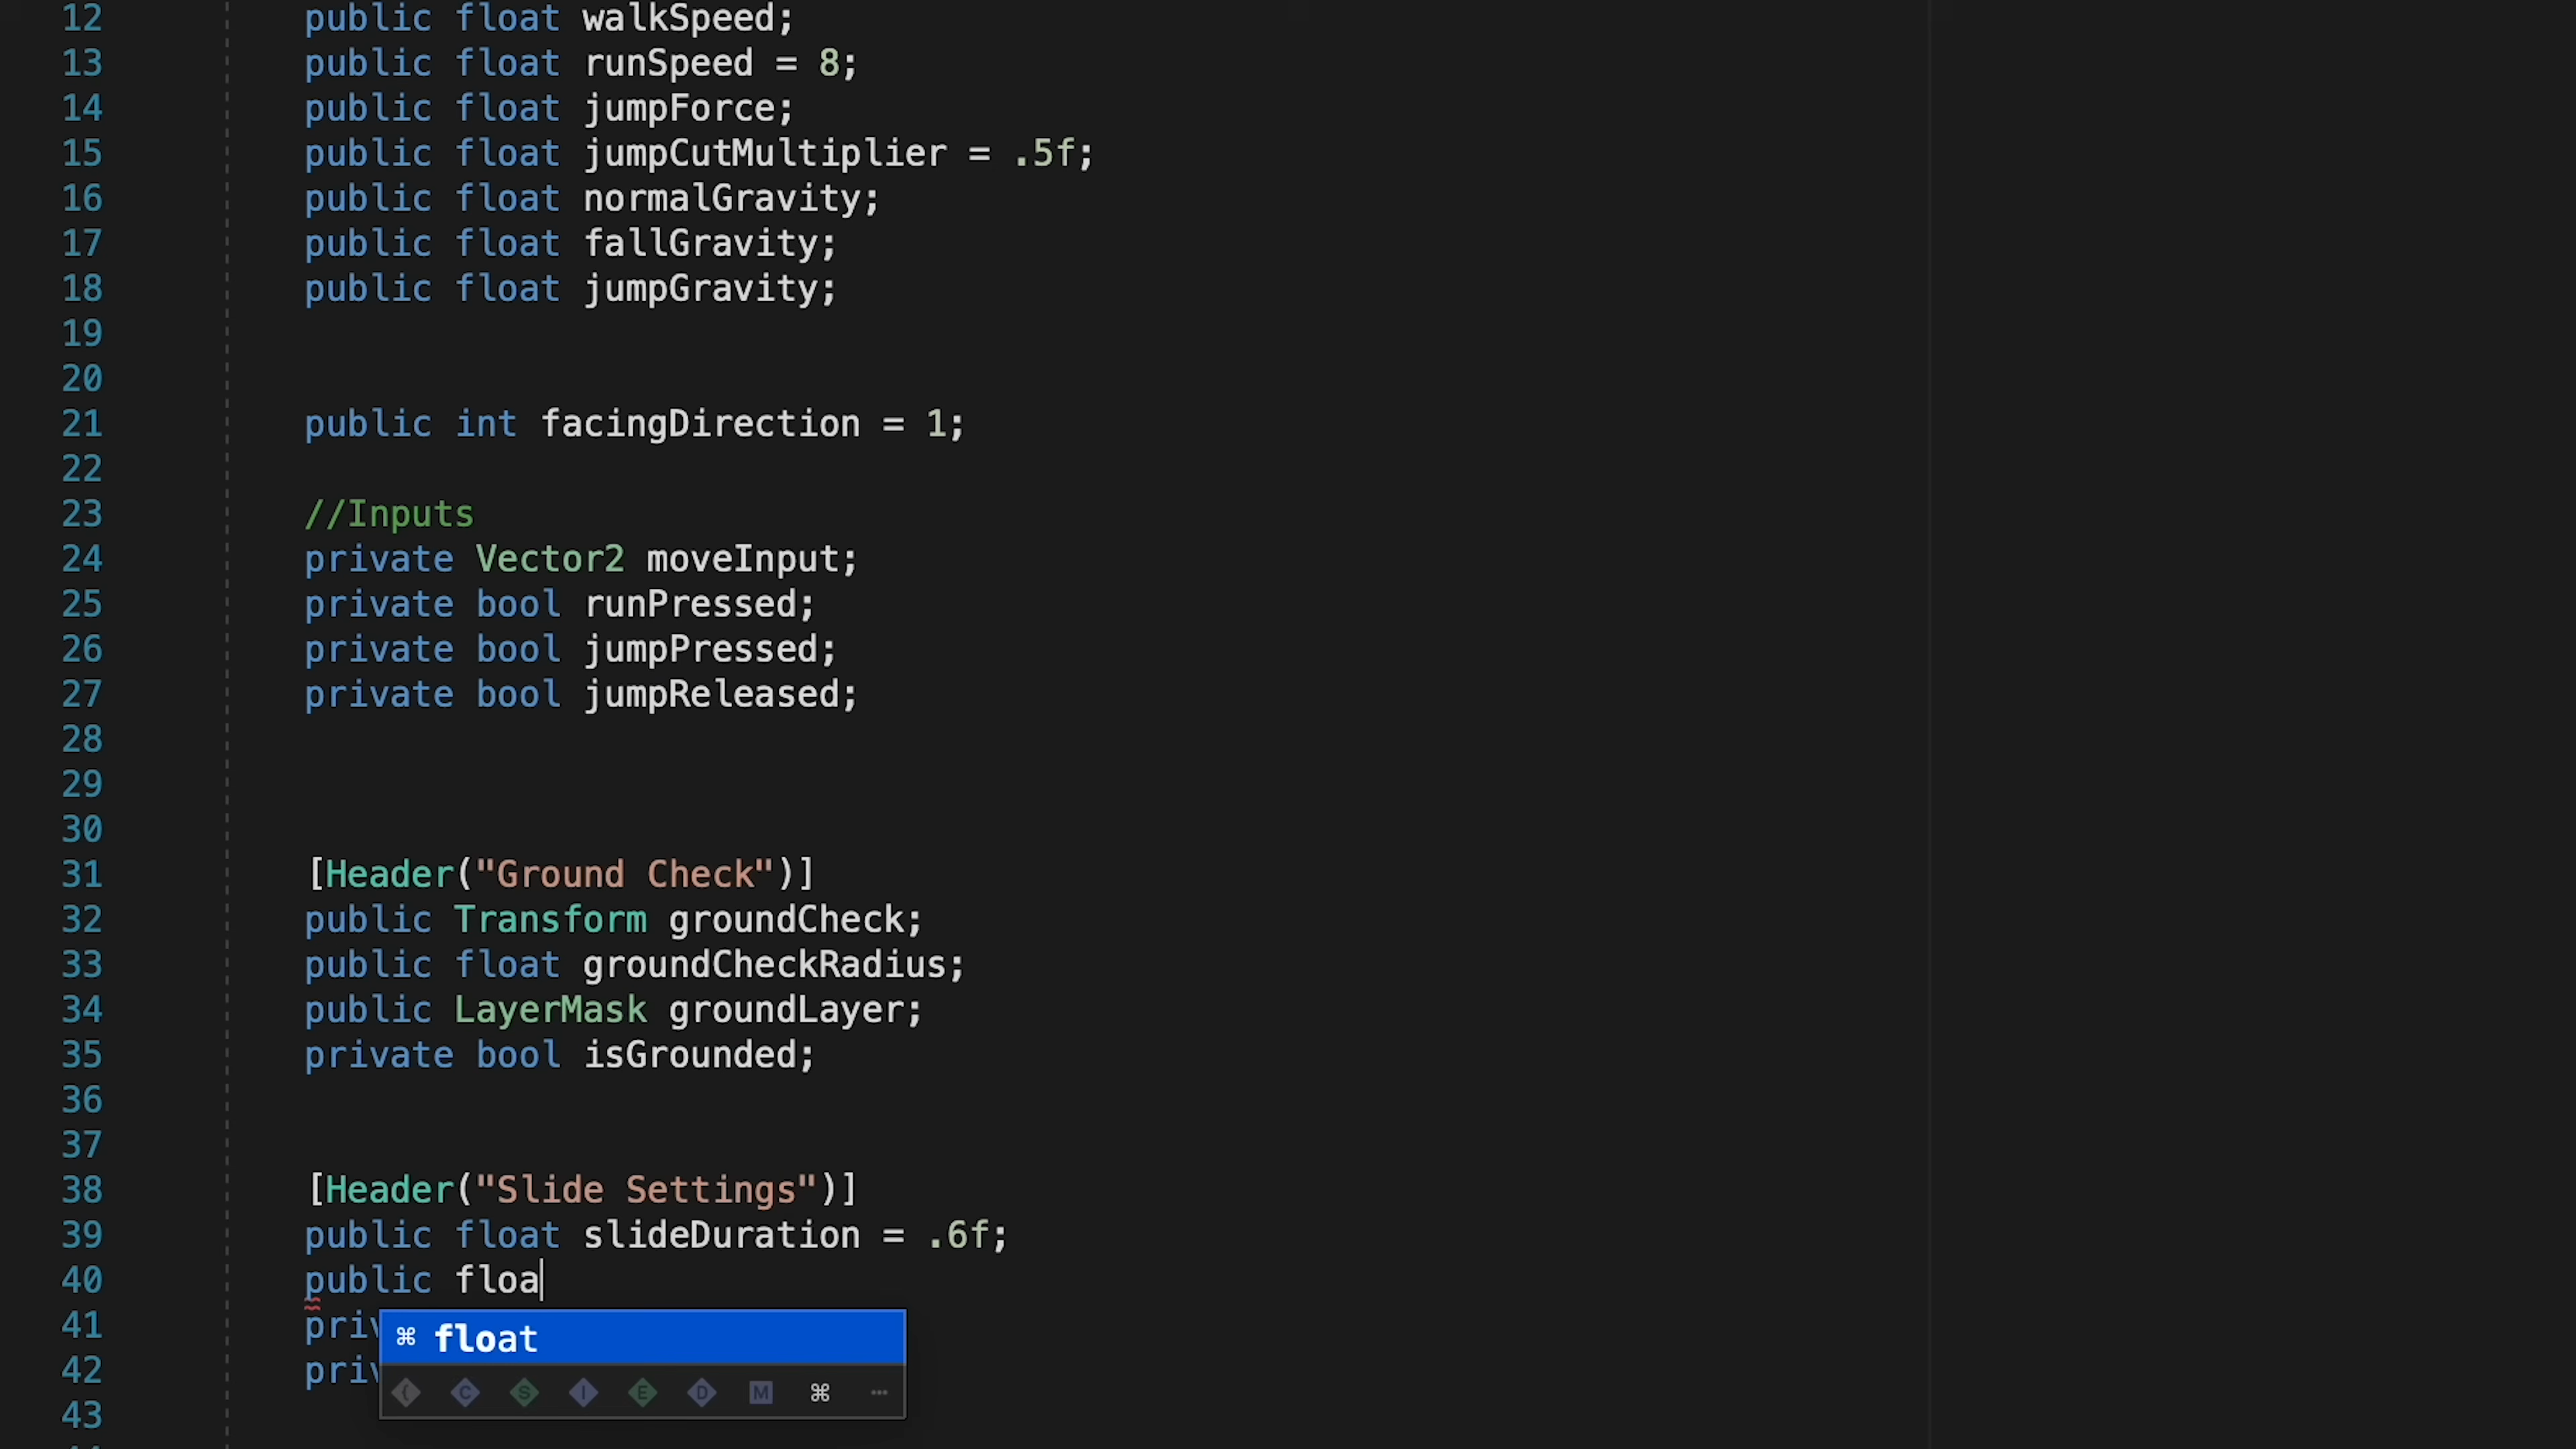 12 public float walkSpeed;
13 public float runSpeed = 8;
14 public float jumpForce;
15 public float jumpCutMultiplier = .5f;
16 public float normalGravity;
17 public float fallGravity;
18 public float jumpGravity;
19
20
21 public int facingDirection = 1;
22
23 //Inputs
24 private Vector2 moveInput;
25 private bool runPressed;
26 private bool jumpPressed;
27 private bool jumpReleased;
28
29
30
31 [Header("Ground Check")]
32 public Transform groundCheck;
33 public float groundCheckRadius;
34 public LayerMask groundLayer;
35 private bool isGrounded;
36
37
38 [Header("Slide Settings")]
39 public float slideDuration = .6f;
40 public floa
41 priv
⌘ float
42 priv
C S I E D M ⌘ ···
43